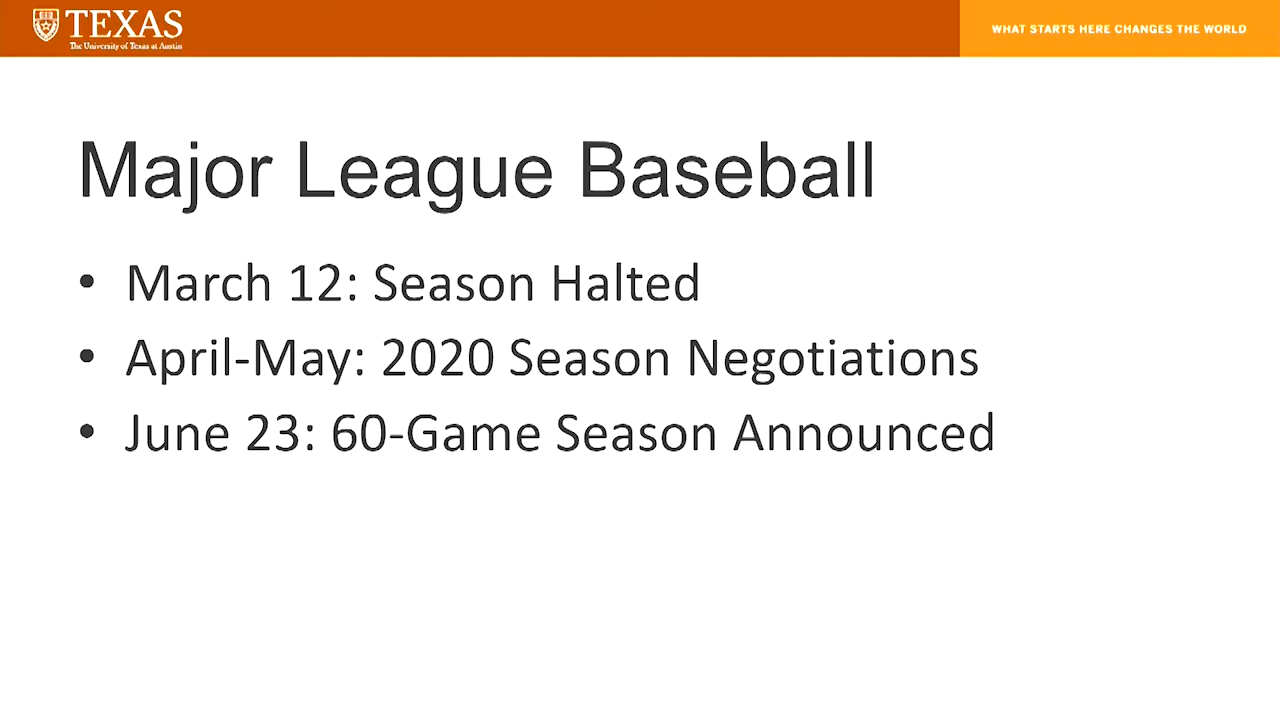 TEXAS
The University of Texas at Austin
WHAT STARTS HERE CHANGES THE WORLD
Major League Baseball
• March 12: Season Halted
• April-May: 2020 Season Negotiations
• June 23: 60-Game Season Announced